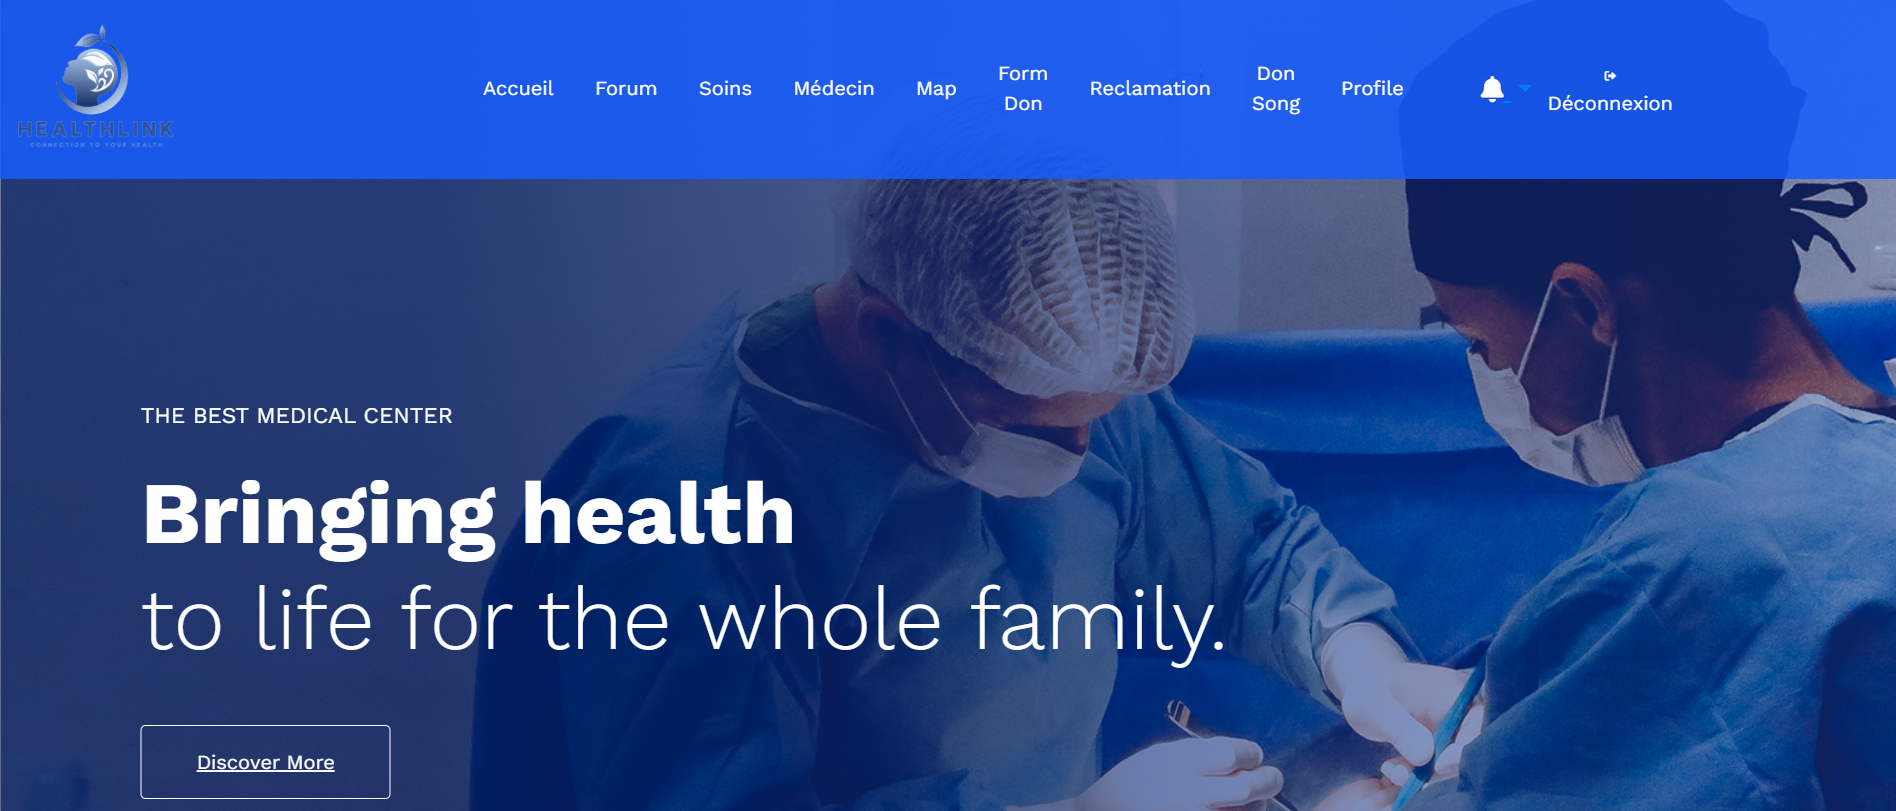 HEALTHLINK
CONNECTION TO YOUR HEALTH
Accueil
Forum
Soins
Médecin
Map
Form
Don
Reclamation
Don
Song
Profile
Déconnexion
THE BEST MEDICAL CENTER
Bringing health
to life for the whole family.
Discover More